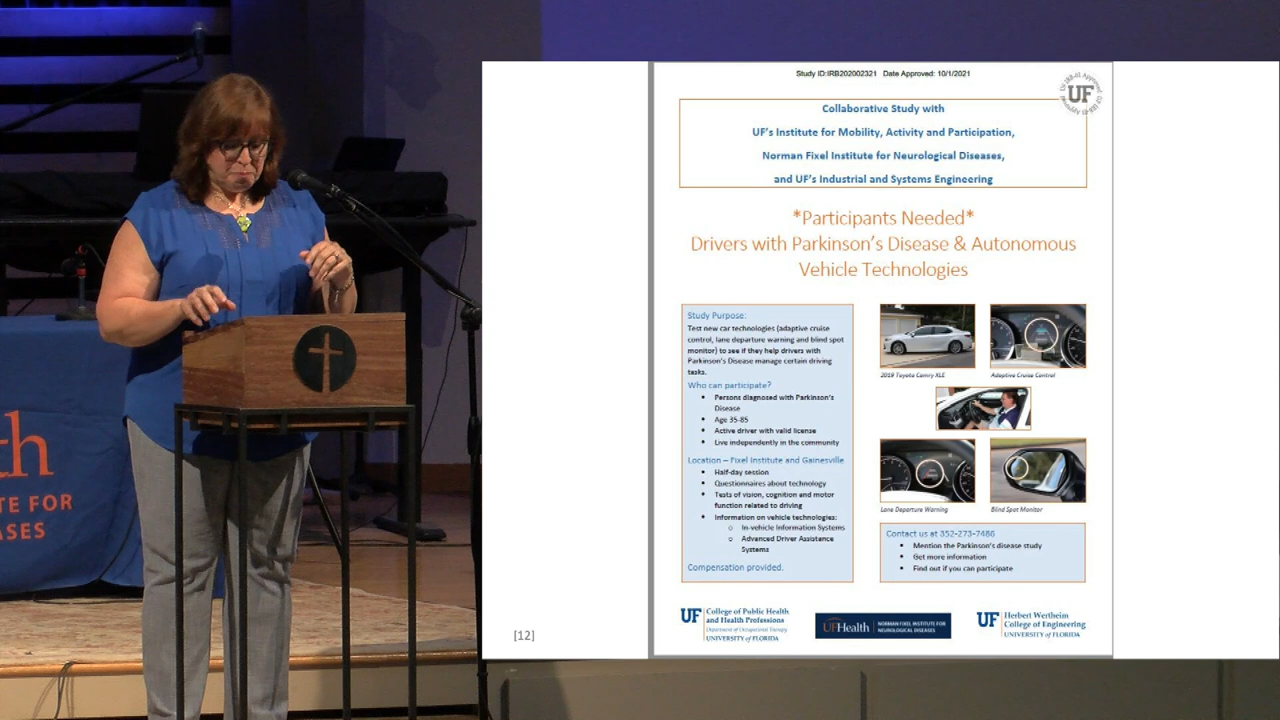 Study ID:IRB202002321 Date Approved: 10/1/2021
UF
Collaborative Study with
UF's Institute for Mobility, Activity and Participation,
Norman Fixel Institute for Neurological Diseases,
and UF's Industrial and Systems Engineering
*Participants Needed*
Drivers with Parkinson's Disease & Autonomous
Vehicle Technologies
Study Purpose:
Test new car technologies (adaptive cruise
control, lane departure warning and blind spot
monitor) to see if they help drivers with
Parkinson's Disease manage certain driving
tasks.
Who can participate?
• Persons diagnosed with Parkinson's
Disease
• Age 35-85
• Active driver with valid license
• Live independently in the community
Location – Fixel Institute and Gainesville
• Half-day session
• Questionnaires about technology
• Tests of vision, cognition and motor
function related to driving
• Information on vehicle technologies:
o In-vehicle Information Systems
o Advanced Driver Assistance
Systems
Compensation provided.
2019 Toyota Camry XLE
Adaptive Cruise Control
Lane Departure Warning
Blind Spot Monitor
Contact us at 352-273-7486
• Mention the Parkinson's disease study
• Get more information
• Find out if you can participate
UF College of Public Health
and Health Professions
Department of Occupational Therapy
UNIVERSITY of FLORIDA
UFHealth NORMAN FIXEL INSTITUTE FOR
NEUROLOGICAL DISEASES
UF Herbert Wertheim
College of Engineering
UNIVERSITY of FLORIDA
[12]
th
TE FOR
ASES